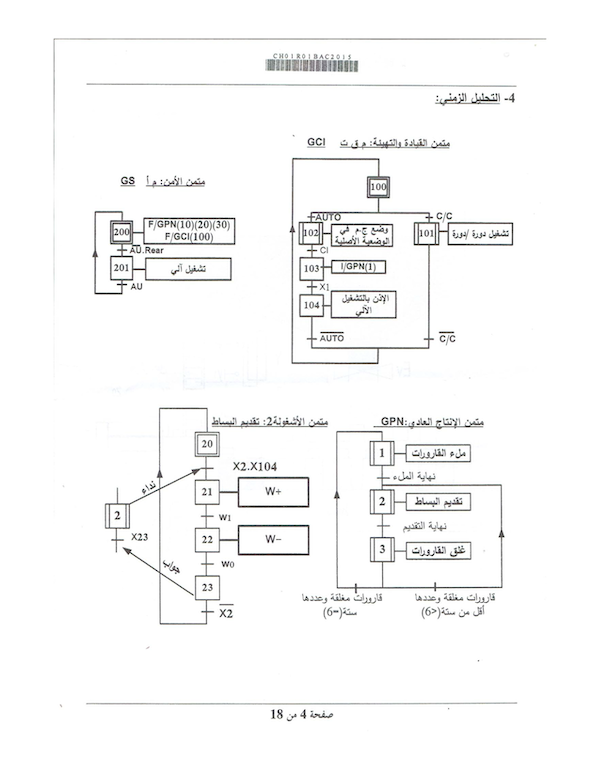 CH01R01BAC2015
4- التحليل الزمني:
متمن القيادة والتهيئة: م ق ت GCI
متمن الأمن: م أ GS
100
AUTO
C/C
102
وضع ج.م في
الوضعية الأصلية
101
تشغيل دورة /دورة
CI
103
I/GPN(1)
X1
104
الإذن بالتشغيل
الآلي
AUTO
C/C
200
F/GPN(10)(20)(30)
F/GCI(100)
AU.Rear
201
تشغيل آلي
AU
متمن الأشغولة2: تقديم البساط
20
X2.X104
نداء
21
W+
2
W1
X23
22
W–
W0
جواب
23
X2
متمن الإنتاج العادي: GPN
1
ملء القارورات
نهاية الملء
2
تقديم البساط
نهاية التقديم
3
غلق القارورات
قارورات مغلقة وعددها
ستة(=6)
قارورات مغلقة وعددها
أقل من ستة(<6)
صفحة 4 من 18